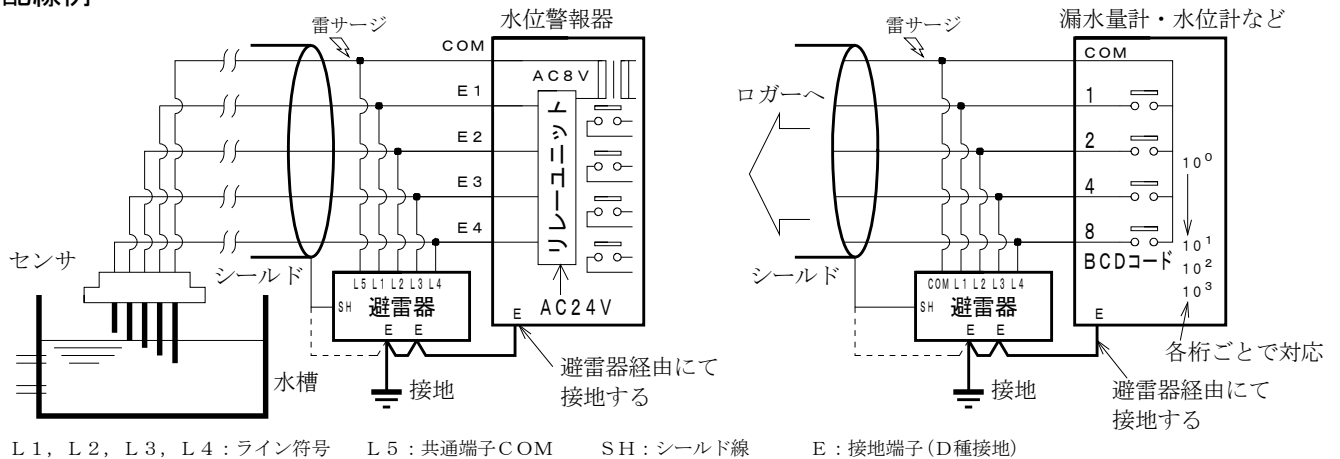 配線例
雷サージ
水位警報器
COM
AC8V
E1
E2
E3
E4
リレーユニット
AC24V
センサ
シールド
L5 L1 L2 L3 L4
SH
避雷器
E E
E
水槽
接地
避雷器経由にて
接地する
雷サージ
漏水量計・水位計など
COM
ロガーへ
1
2
4
8
10⁰
10¹
10²
10³
BCDコード
シールド
COM L1 L2 L3 L4
SH
避雷器
E E
E
各桁ごとで対応
接地
避雷器経由にて
接地する
L1, L2, L3, L4：ライン符号 L5：共通端子COM SH：シールド線 E：接地端子(D種接地)